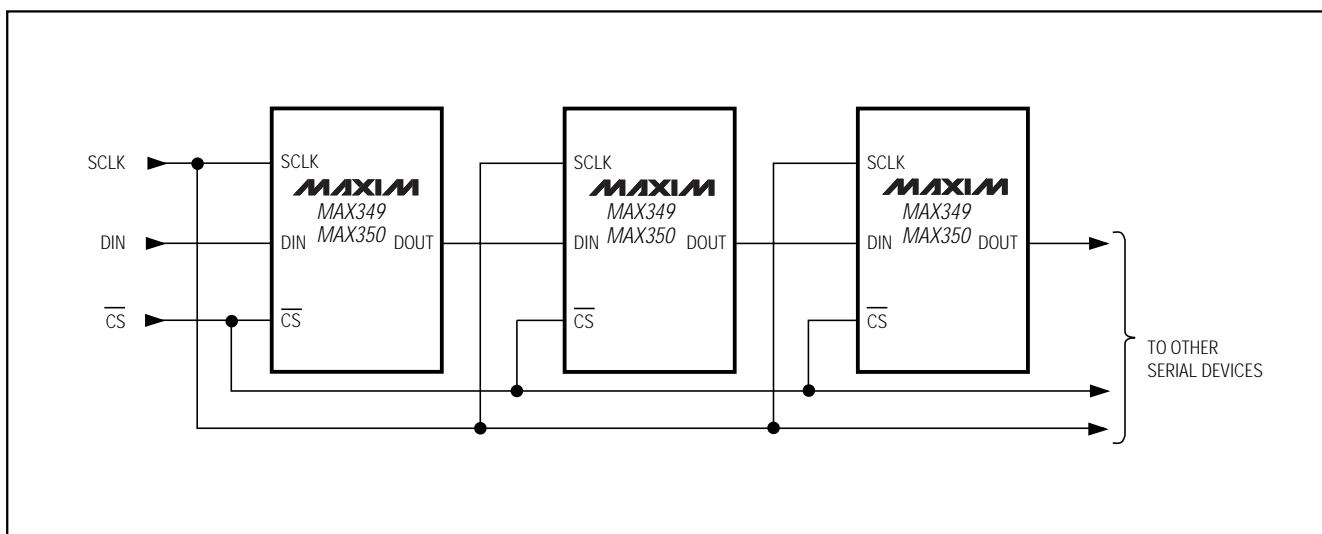 SCLK
DIN
CS
SCLK
MAXIM
MAX349
MAX350
DIN
DOUT
CS
SCLK
MAXIM
MAX349
MAX350
DIN
DOUT
CS
SCLK
MAXIM
MAX349
MAX350
DIN
DOUT
CS
TO OTHER
SERIAL DEVICES